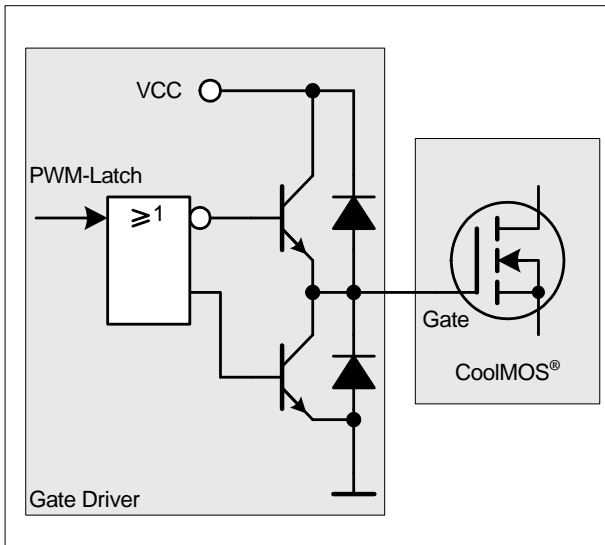 VCC
PWM-Latch
≥1
Gate
CoolMOS®
Gate Driver